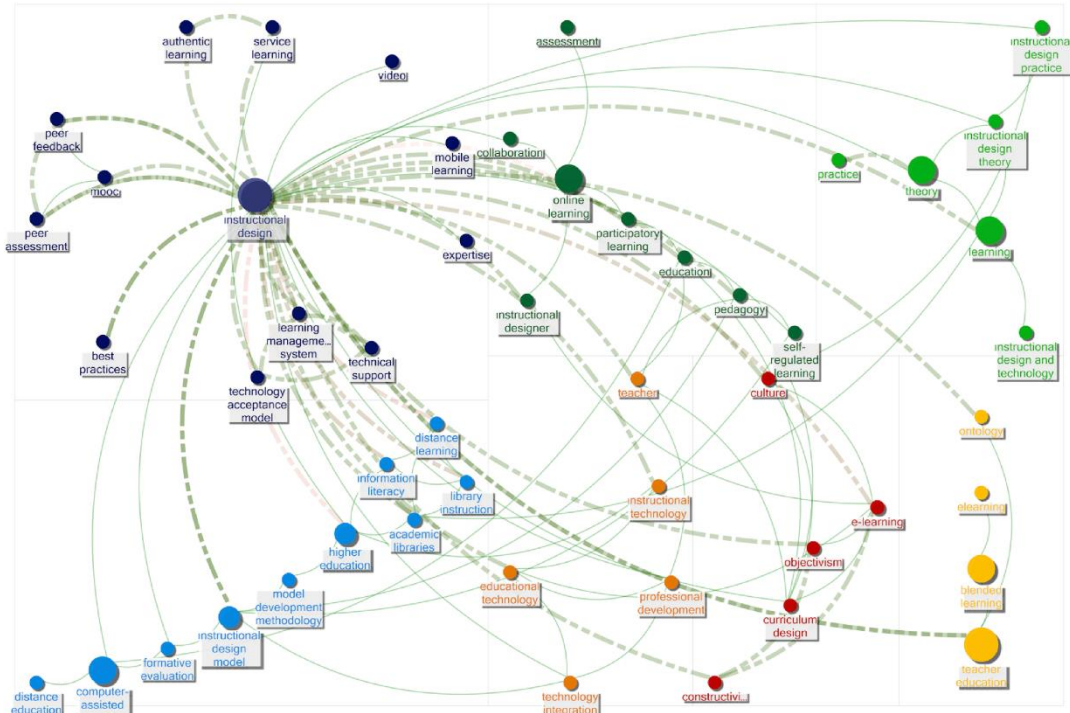 authentic
learning
service
learning
video
assessment
instructional
design
practice
peer
feedback
mobile
learning
collaboration
instructional
design
theory
practice
theory
mooc
online
learning
instructional
design
peer
assessment
participatory
learning
learning
expertise
education
pedagogy
instructional
designer
learning
manageme...
system
best
practices
technical
support
self-
regulated
learning
instructional
design and
technology
technology
acceptance
model
teacher
culture
distance
learning
ontology
information
literacy
library
instruction
instructional
technology
elearning
e-learning
academic
libraries
higher
education
objectivism
model
development
methodology
educational
technology
professional
development
blended
learning
instructional
design
model
curriculum
design
formative
evaluation
teacher
education
distance
education
computer-
assisted
technology
integration
constructivi...